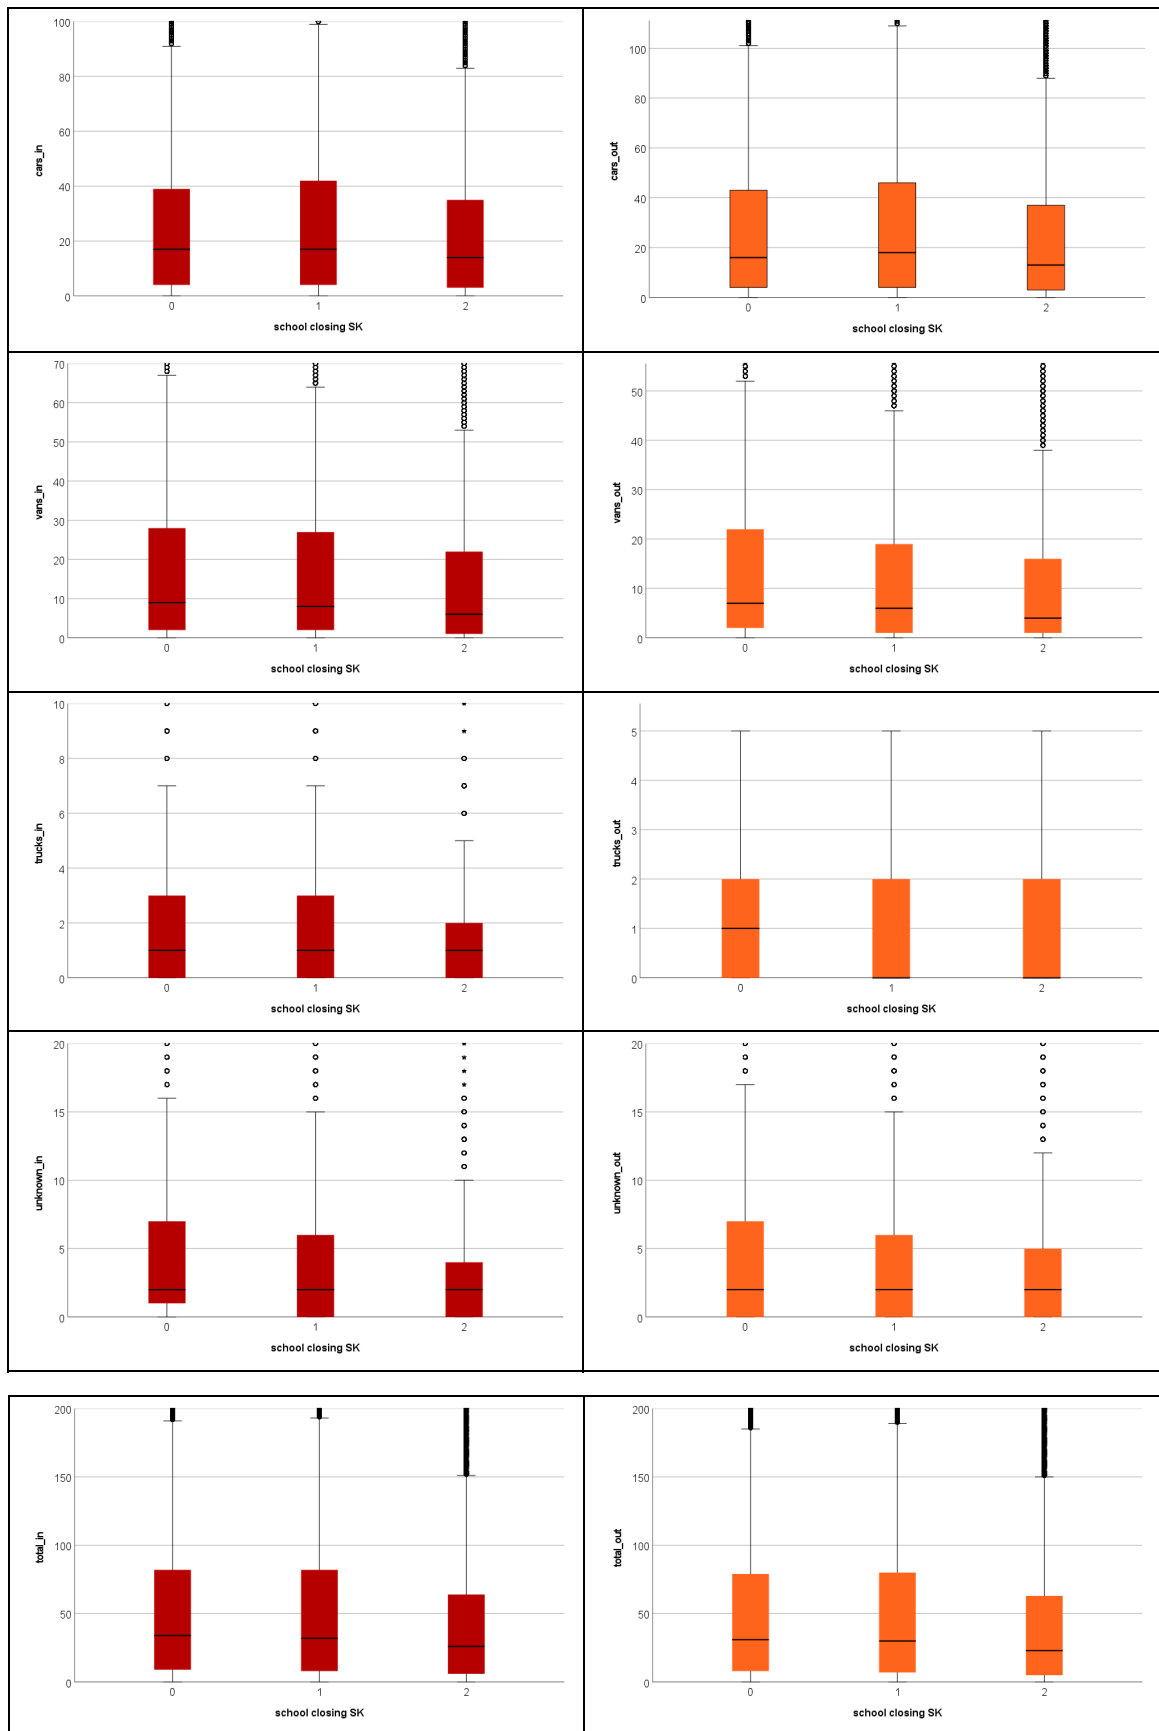 100
80
60
40
20
0
cars_in
0 1 2
school closing SK
100
80
60
40
20
0
cars_out
0 1 2
school closing SK
70
60
50
40
30
20
10
0
vans_in
0 1 2
school closing SK
50
40
30
20
10
0
vans_out
0 1 2
school closing SK
10
8
6
4
2
0
trucks_in
0 1 2
school closing SK
5
4
3
2
1
0
trucks_out
0 1 2
school closing SK
20
15
10
5
0
unknown_in
0 1 2
school closing SK
20
15
10
5
0
unknown_out
0 1 2
school closing SK
200
150
100
50
0
total_in
0 1 2
school closing SK
200
150
100
50
0
total_out
0 1 2
school closing SK